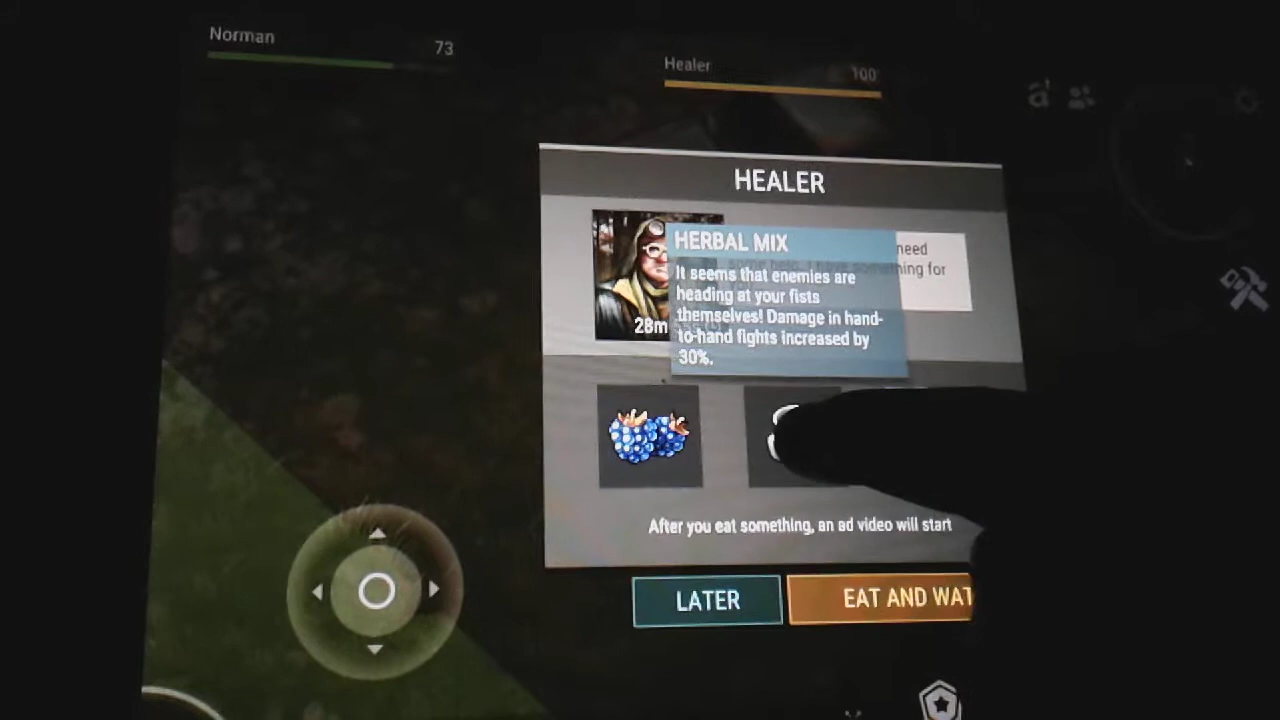 Norman
73
Healer
100
HEALER
need
HERBAL MIX
It seems that enemies are
heading at your fists
themselves! Damage in hand-
to-hand fights increased by
30%.
something for
28m
After you eat something, an ad video will start
LATER
EAT AND WAT